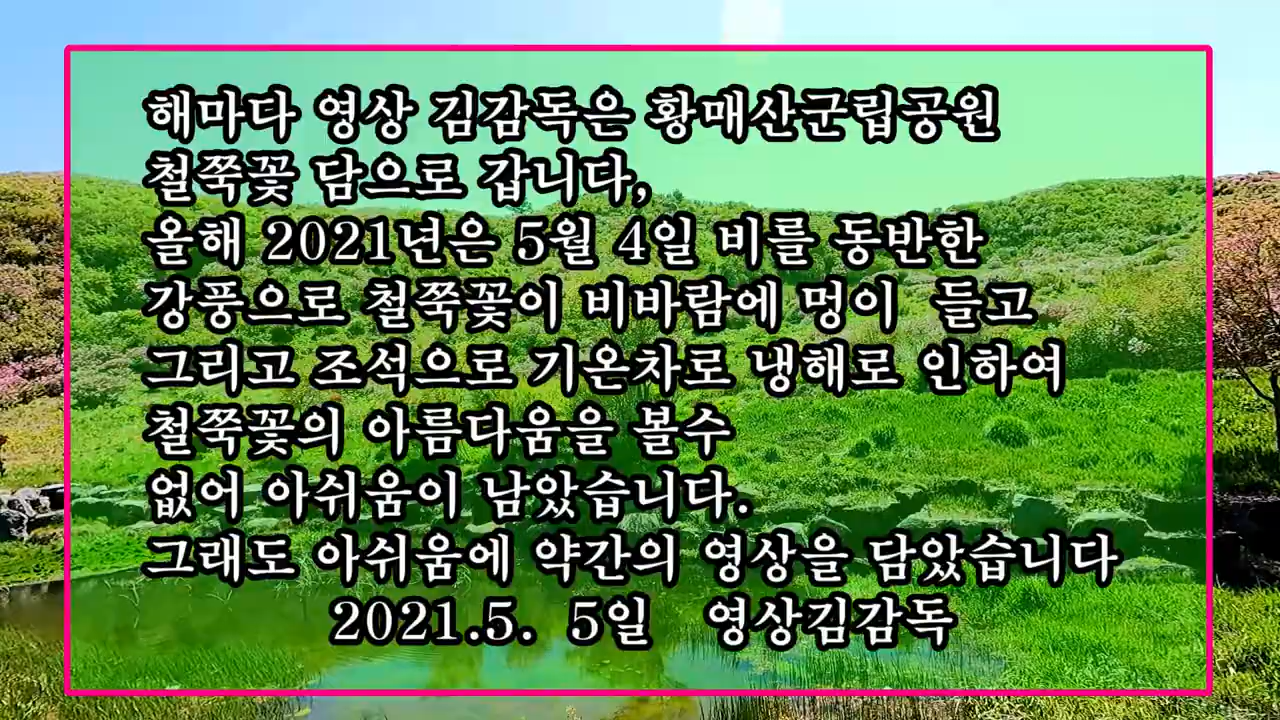 해마다 영상 김감독은 황매산군립공원
철쭉꽃 담으로 갑니다,
올해 2021년은 5월 4일 비를 동반한
강풍으로 철쭉꽃이 비바람에 멍이 들고
그리고 조석으로 기온차로 냉해로 인하여
철쭉꽃의 아름다움을 볼수
없어 아쉬움이 남았습니다.
그래도 아쉬움에 약간의 영상을 담았습니다
2021.5. 5일 영상김감독